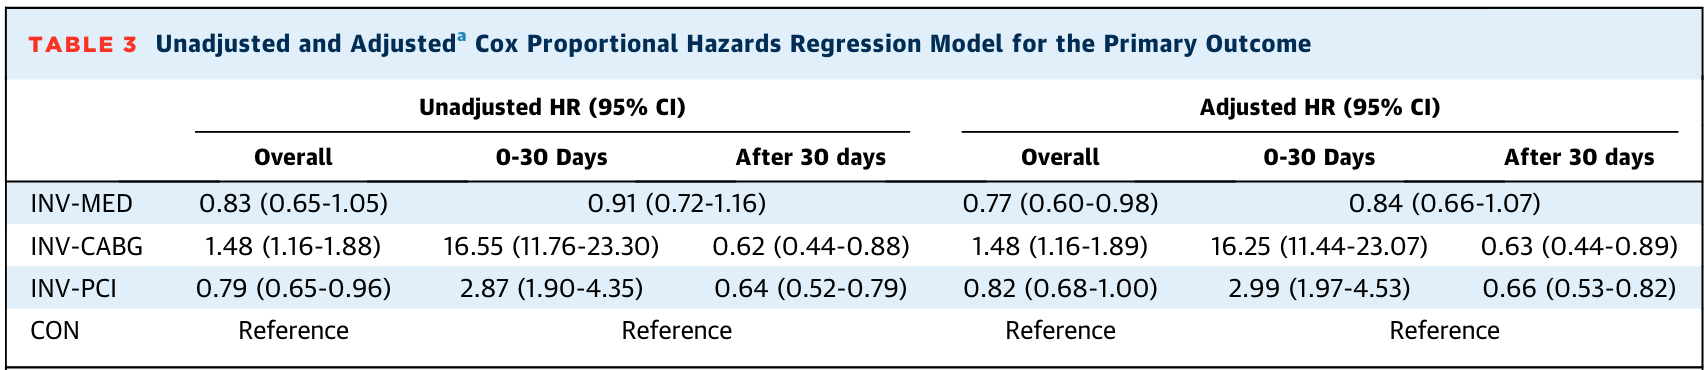 TABLE 3 Unadjusted and Adjustedᵃ Cox Proportional Hazards Regression Model for the Primary Outcome
Unadjusted HR (95% CI) Adjusted HR (95% CI)
Overall 0-30 Days After 30 days Overall 0-30 Days After 30 days
INV-MED 0.83 (0.65-1.05) 0.91 (0.72-1.16) 0.77 (0.60-0.98) 0.84 (0.66-1.07)
INV-CABG 1.48 (1.16-1.88) 16.55 (11.76-23.30) 0.62 (0.44-0.88) 1.48 (1.16-1.89) 16.25 (11.44-23.07) 0.63 (0.44-0.89)
INV-PCI 0.79 (0.65-0.96) 2.87 (1.90-4.35) 0.64 (0.52-0.79) 0.82 (0.68-1.00) 2.99 (1.97-4.53) 0.66 (0.53-0.82)
CON Reference Reference Reference Reference